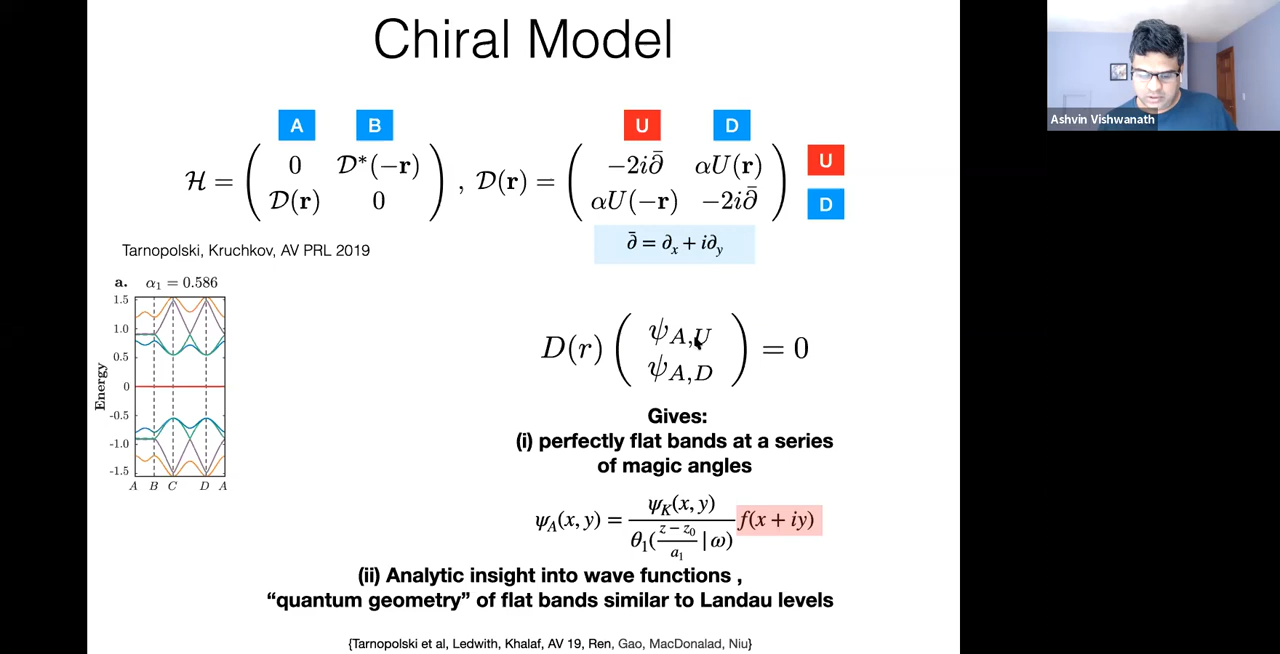 Chiral Model
A B
U D
ℋ = ( 0 𝒟*(−r) 𝒟(r) 0 ) , 𝒟(r) = ( −2i∂̄ αU(r) αU(−r) −2i∂̄ )
U
D
∂̄ = ∂x + i∂y
Tarnopolski, Kruchkov, AV PRL 2019
a. α1 = 0.586
1.5
1.0
0.5
0
-0.5
-1.0
-1.5
Energy
A B C D A
D(r) ( ψA,U ψA,D ) = 0
Gives:
(i) perfectly flat bands at a series
of magic angles
ψA(x, y) = ψK(x, y) / θ1((z − z0)/a1 | ω) f(x + iy)
(ii) Analytic insight into wave functions ,
“quantum geometry” of flat bands similar to Landau levels
{Tarnopolski et al, Ledwith, Khalaf, AV 19, Ren, Gao, MacDonalad, Niu}
Ashvin Vishwanath